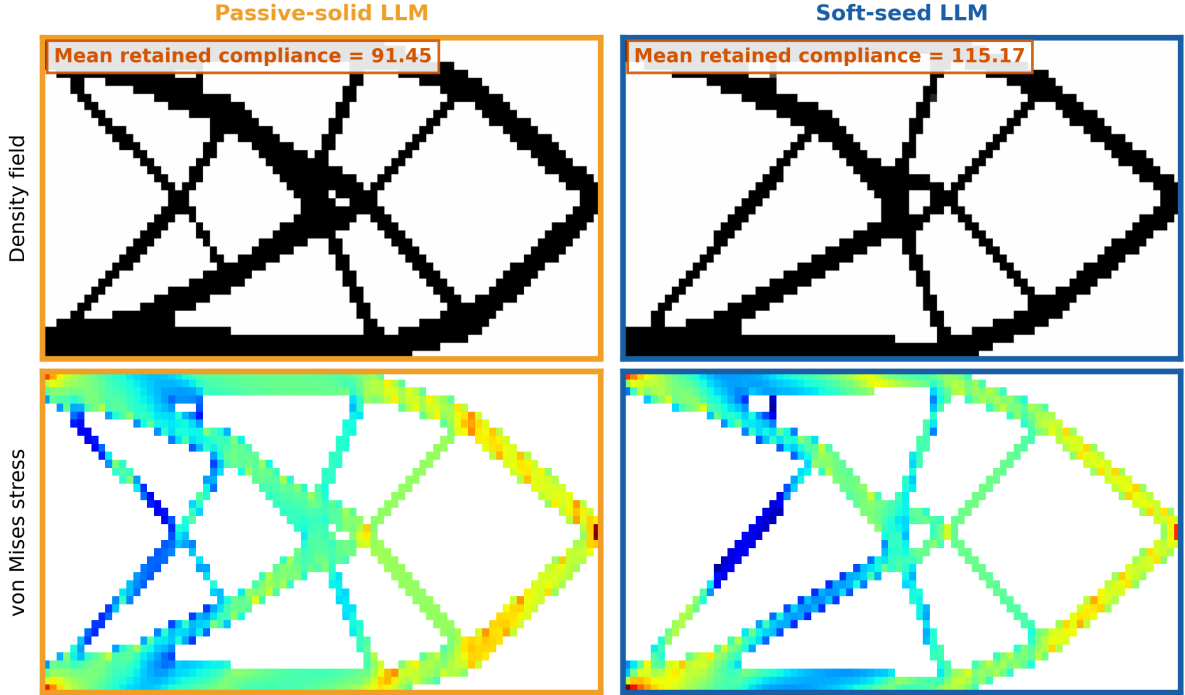 Passive-solid LLM
Soft-seed LLM
Mean retained compliance = 91.45
Mean retained compliance = 115.17
Density field
von Mises stress